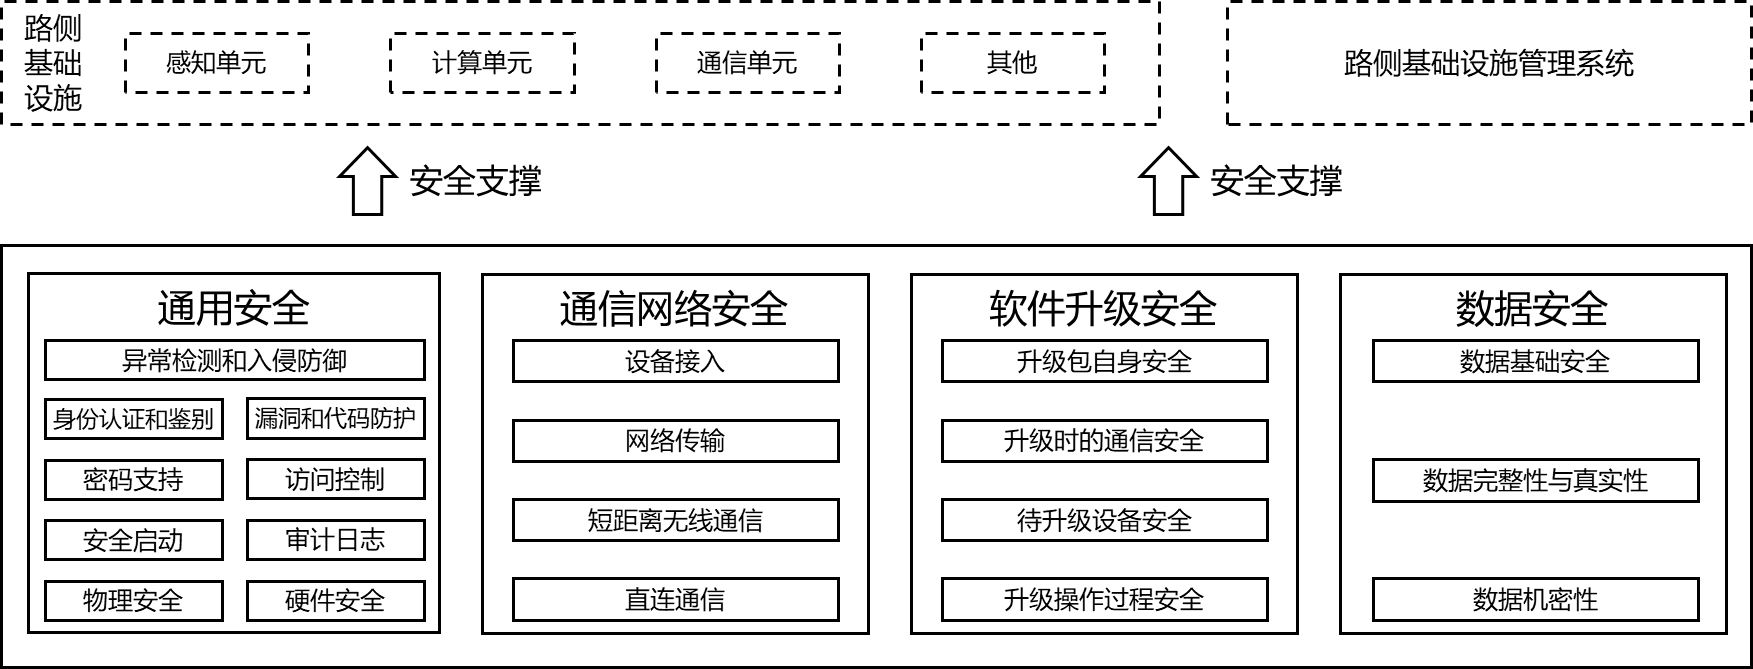 路侧
基础
设施
感知单元
计算单元
通信单元
其他
路侧基础设施管理系统
安全支撑
安全支撑
通用安全
异常检测和入侵防御
身份认证和鉴别
漏洞和代码防护
密码支持
访问控制
安全启动
审计日志
物理安全
硬件安全
通信网络安全
设备接入
网络传输
短距离无线通信
直连通信
软件升级安全
升级包自身安全
升级时的通信安全
待升级设备安全
升级操作过程安全
数据安全
数据基础安全
数据完整性与真实性
数据机密性